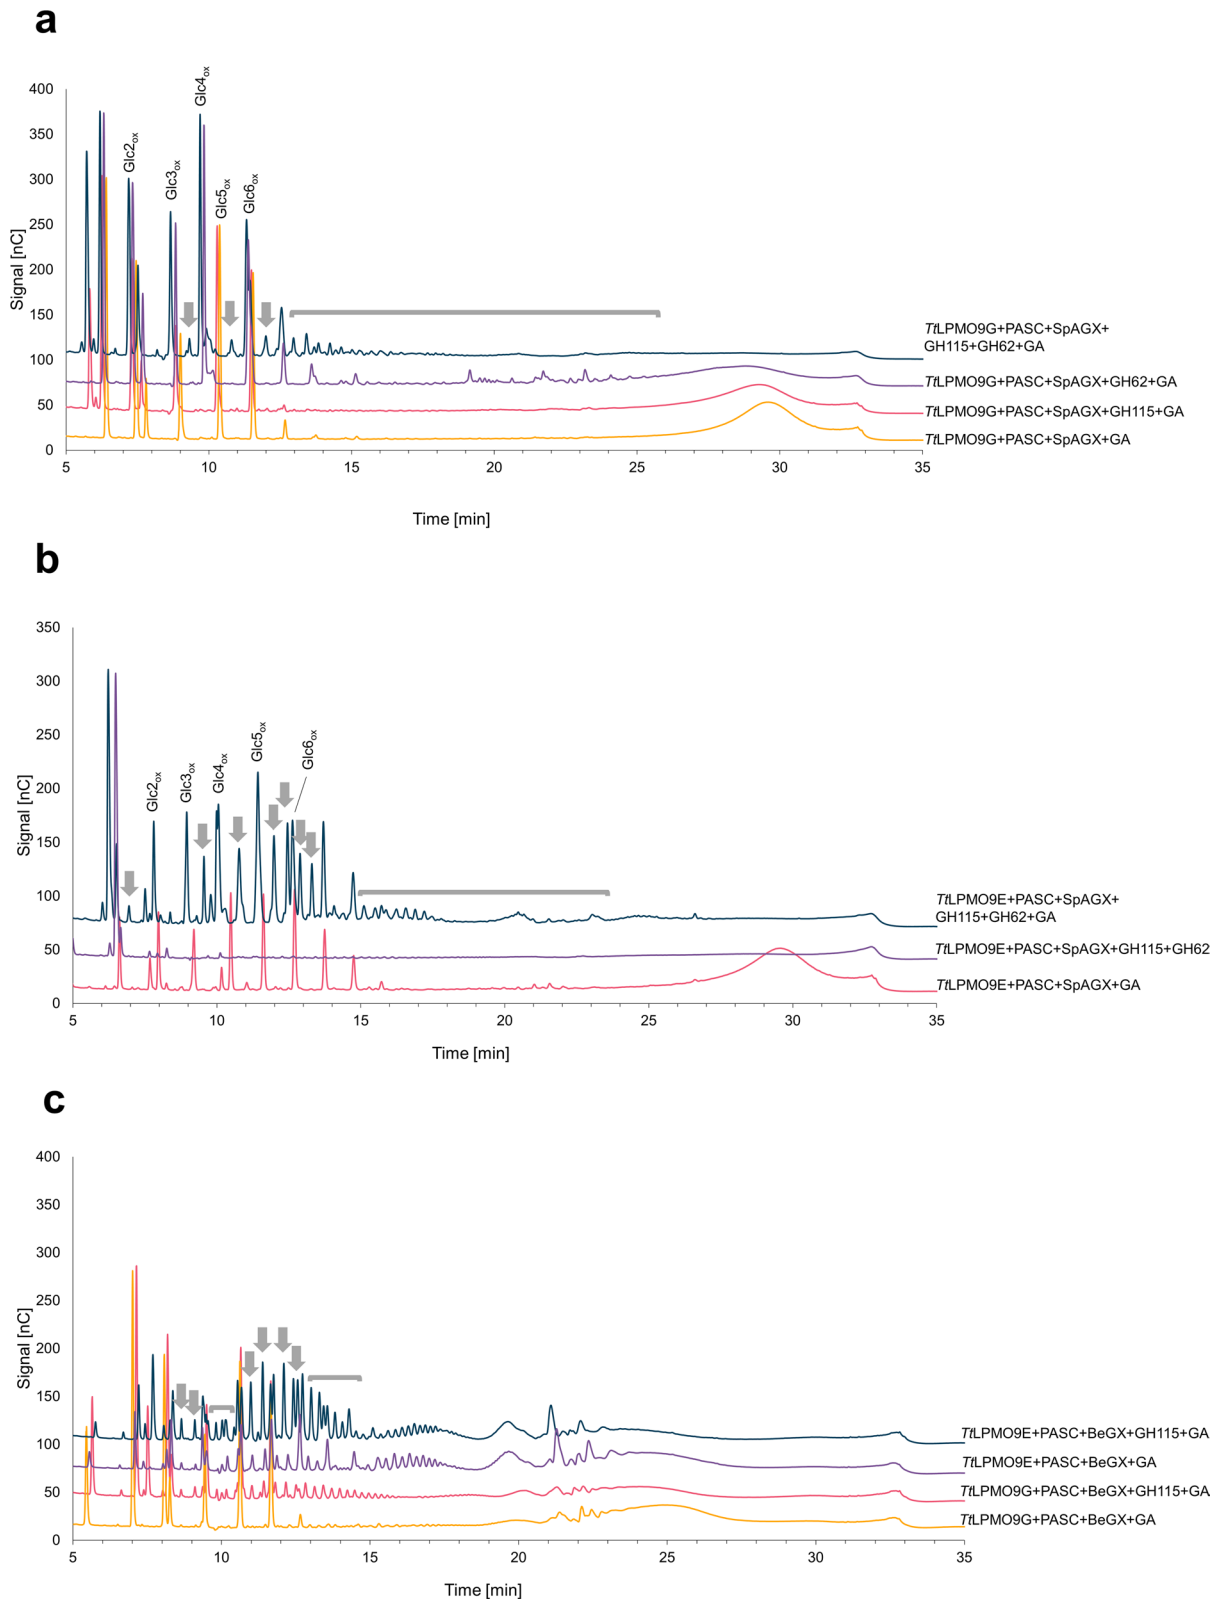 a
400
350
300
250
200
150
100
50
0
Signal [nC]
Glc2ox
Glc3ox
Glc4ox
Glc5ox
Glc6ox
TtLPMO9G+PASC+SpAGX+
GH115+GH62+GA
TtLPMO9G+PASC+SpAGX+GH62+GA
TtLPMO9G+PASC+SpAGX+GH115+GA
TtLPMO9G+PASC+SpAGX+GA
5 10 15 20 25 30 35
Time [min]
b
350
300
250
200
150
100
50
0
Signal [nC]
Glc2ox
Glc3ox
Glc4ox
Glc5ox
Glc6ox
TtLPMO9E+PASC+SpAGX+
GH115+GH62+GA
TtLPMO9E+PASC+SpAGX+GH115+GH62
TtLPMO9E+PASC+SpAGX+GA
5 10 15 20 25 30 35
Time [min]
c
400
350
300
250
200
150
100
50
0
Signal [nC]
TtLPMO9E+PASC+BeGX+GH115+GA
TtLPMO9E+PASC+BeGX+GA
TtLPMO9G+PASC+BeGX+GH115+GA
TtLPMO9G+PASC+BeGX+GA
5 10 15 20 25 30 35
Time [min]